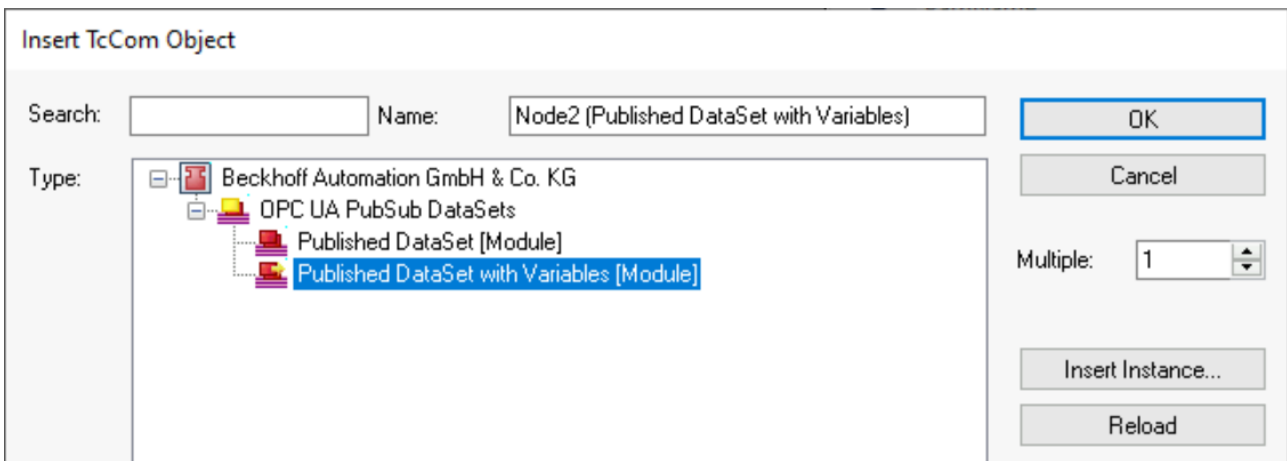 Insert TcCom Object
Search:
Name:
Node2 (Published DataSet with Variables)
OK
Type:
Beckhoff Automation GmbH & Co. KG
Cancel
OPC UA PubSub DataSets
Published DataSet [Module]
Published DataSet with Variables [Module]
Multiple:
1
Insert Instance...
Reload